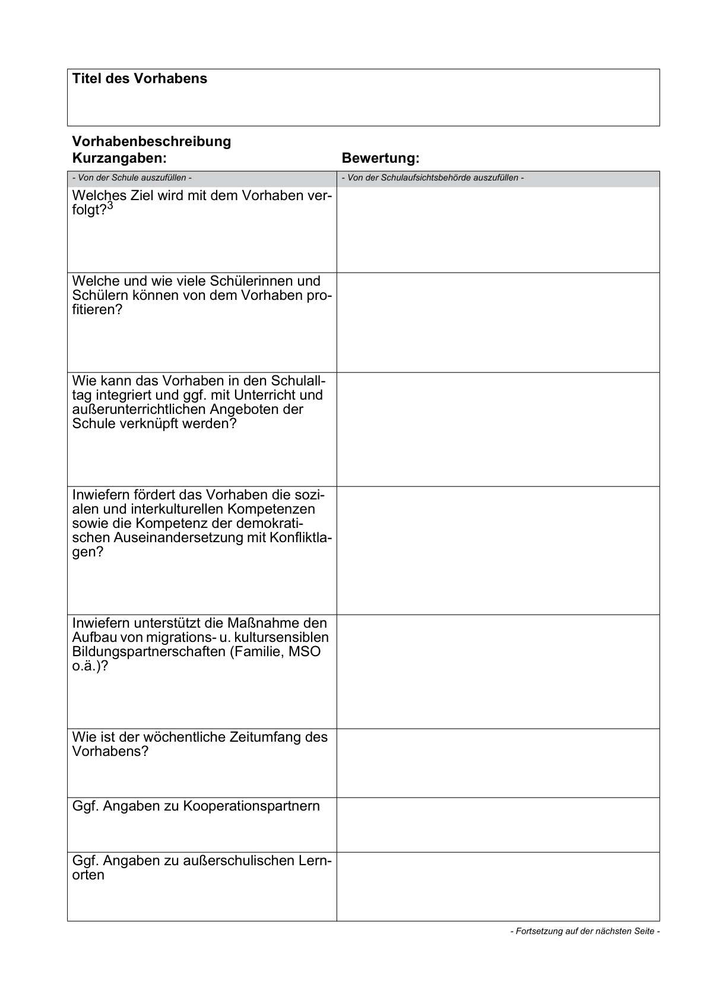 Titel des Vorhabens
Vorhabenbeschreibung
Kurzangaben:
Bewertung:
- Von der Schule auszufüllen -
- Von der Schulaufsichtsbehörde auszufüllen -
Welches Ziel wird mit dem Vorhaben ver-
folgt?3
Welche und wie viele Schülerinnen und
Schülern können von dem Vorhaben pro-
fitieren?
Wie kann das Vorhaben in den Schulall-
tag integriert und ggf. mit Unterricht und
außerunterrichtlichen Angeboten der
Schule verknüpft werden?
Inwiefern fördert das Vorhaben die sozi-
alen und interkulturellen Kompetenzen
sowie die Kompetenz der demokrati-
schen Auseinandersetzung mit Konfliktla-
gen?
Inwiefern unterstützt die Maßnahme den
Aufbau von migrations- u. kultursensiblen
Bildungspartnerschaften (Familie, MSO
o.ä.)?
Wie ist der wöchentliche Zeitumfang des
Vorhabens?
Ggf. Angaben zu Kooperationspartnern
Ggf. Angaben zu außerschulischen Lern-
orten
- Fortsetzung auf der nächsten Seite -